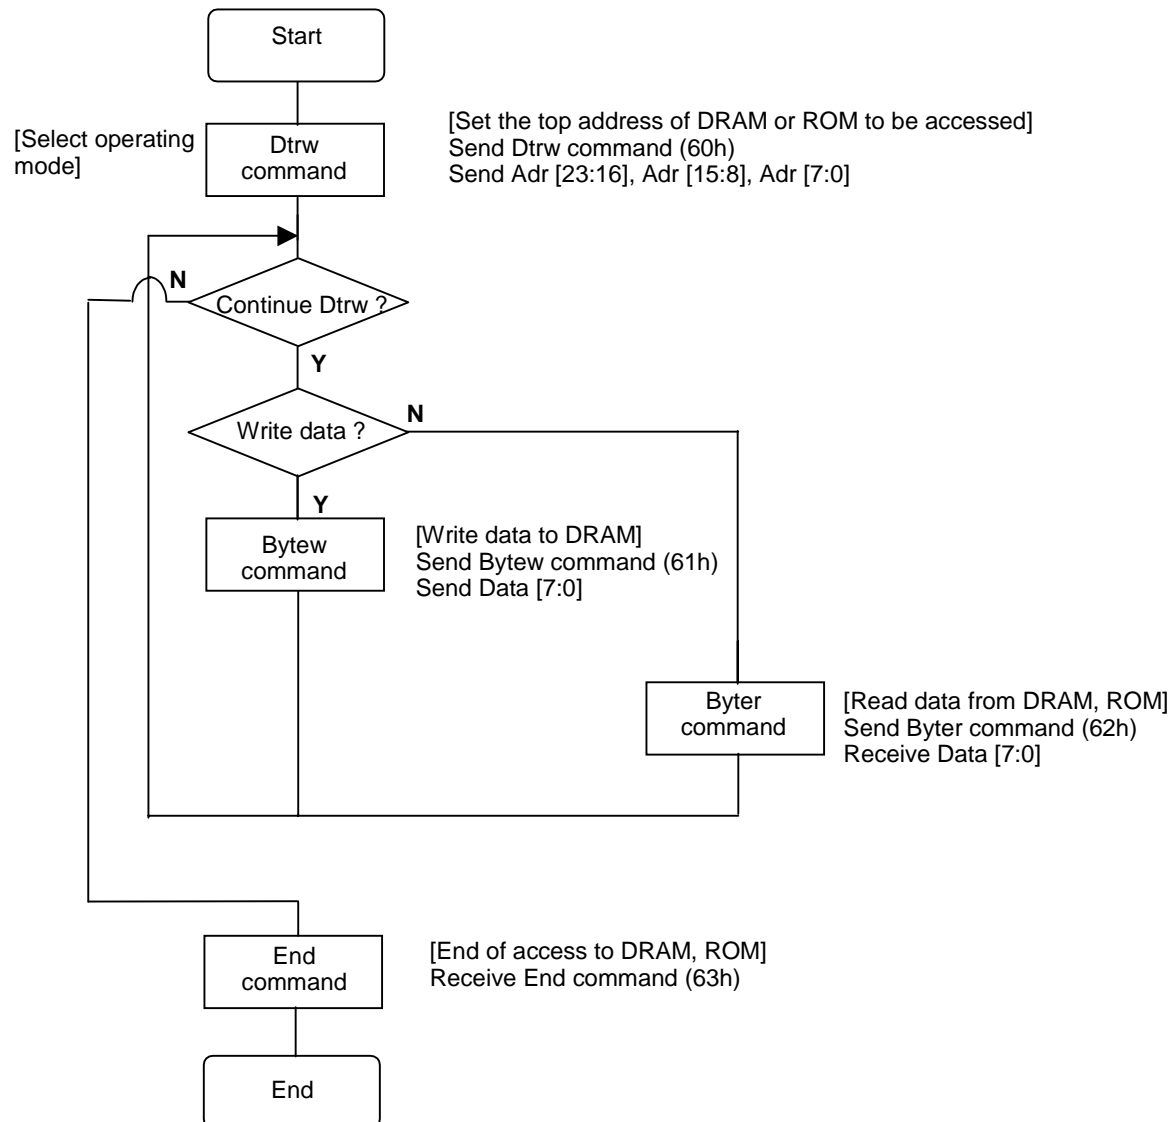 Start
[Select operating
mode]
Dtrw
command
[Set the top address of DRAM or ROM to be accessed]
Send Dtrw command (60h)
Send Adr [23:16], Adr [15:8], Adr [7:0]
N
Continue Dtrw ?
Y
Write data ?
N
Y
Bytew
command
[Write data to DRAM]
Send Bytew command (61h)
Send Data [7:0]
Byter
command
[Read data from DRAM, ROM]
Send Byter command (62h)
Receive Data [7:0]
End
command
[End of access to DRAM, ROM]
Receive End command (63h)
End